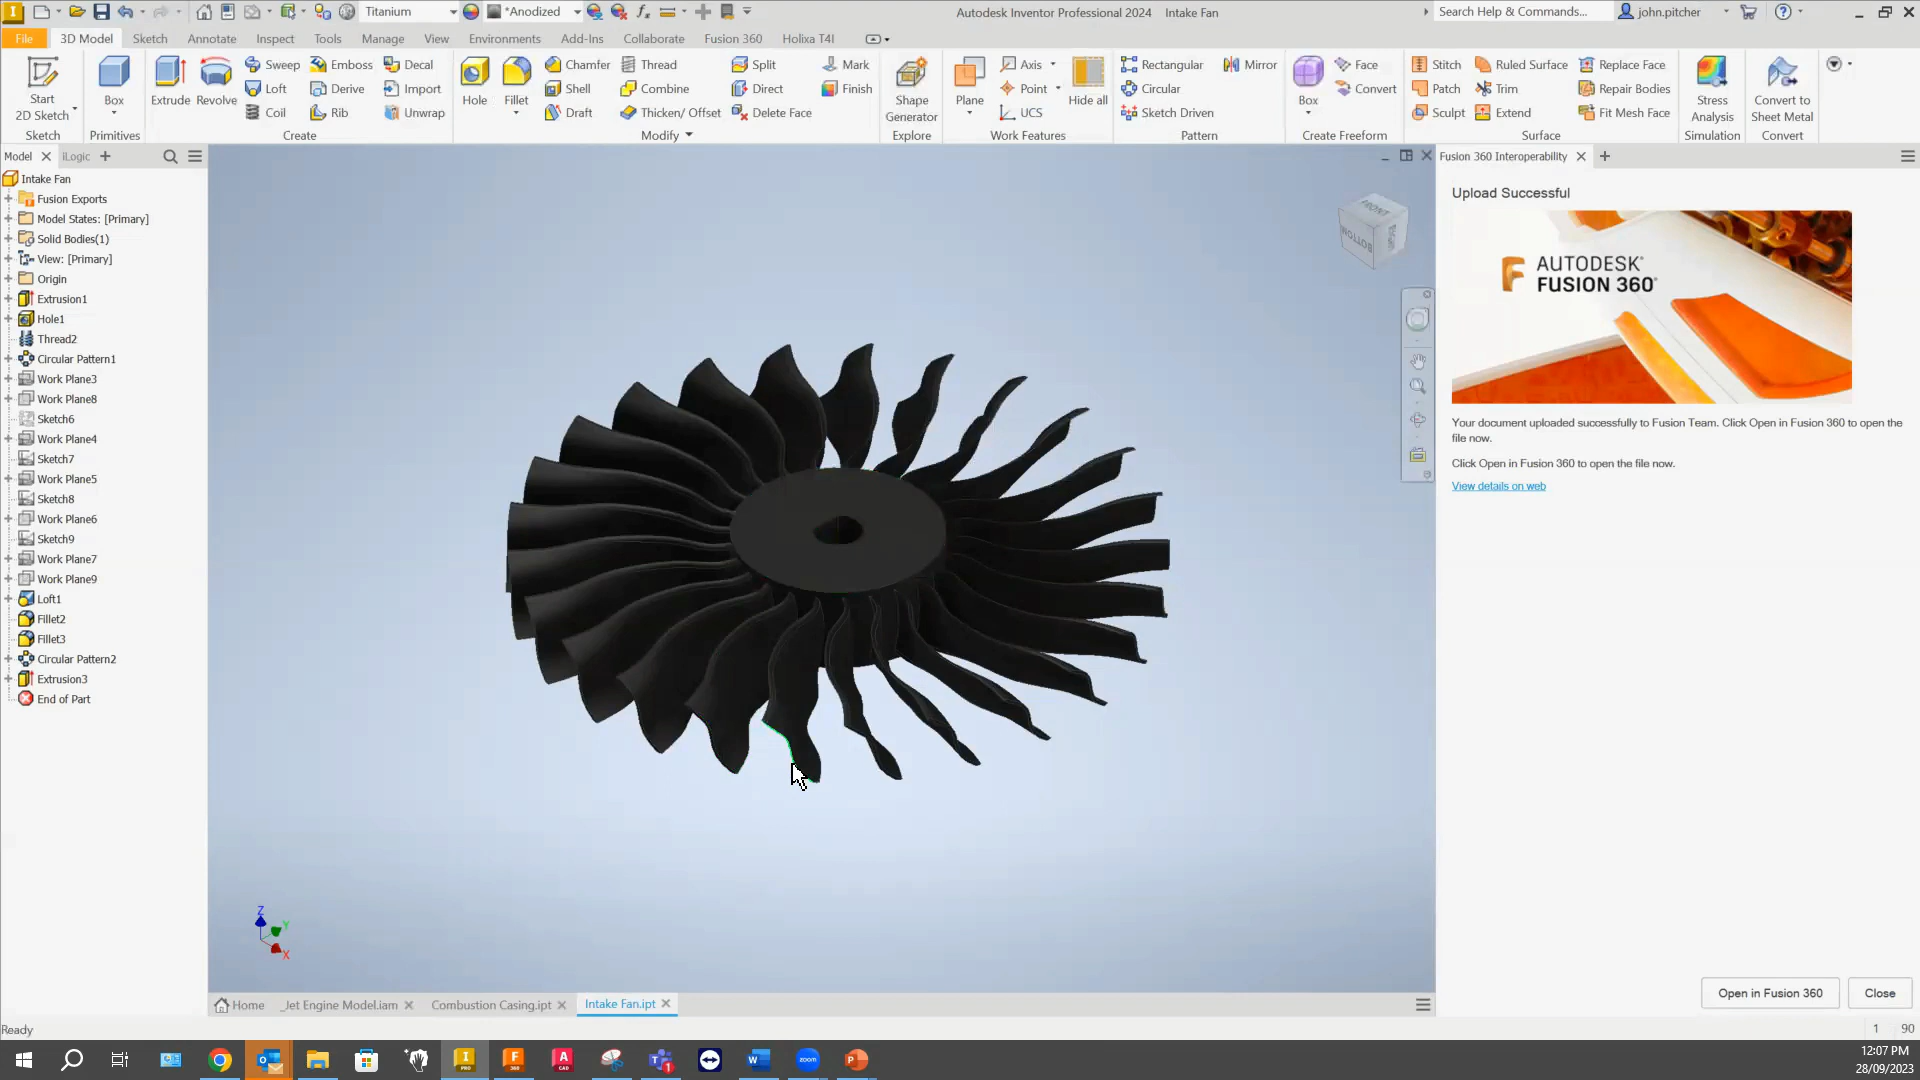 Titanium
*Anodized
Autodesk Inventor Professional 2024 Intake Fan
Search Help & Commands...
john.pitcher
File
3D Model
Sketch
Annotate
Inspect
Tools
Manage
View
Environments
Add-Ins
Collaborate
Fusion 360
Holixa T4I
Start
2D Sketch
Sketch
Box
Primitives
Extrude
Revolve
Sweep
Loft
Coil
Emboss
Derive
Rib
Decal
Import
Unwrap
Create
Hole
Fillet
Chamfer
Shell
Draft
Thread
Combine
Thicken/ Offset
Split
Direct
Delete Face
Mark
Finish
Modify
Shape
Generator
Explore
Plane
Axis
Point
UCS
Hide all
Work Features
Rectangular
Circular
Sketch Driven
Mirror
Pattern
Box
Face
Convert
Create Freeform
Stitch
Patch
Sculpt
Ruled Surface
Trim
Extend
Replace Face
Repair Bodies
Fit Mesh Face
Surface
Stress
Analysis
Simulation
Convert to
Sheet Metal
Convert
Model
iLogic
Intake Fan
Fusion Exports
Model States: [Primary]
Solid Bodies(1)
View: [Primary]
Origin
Extrusion1
Hole1
Thread2
Circular Pattern1
Work Plane3
Work Plane8
Sketch6
Work Plane4
Sketch7
Work Plane5
Sketch8
Work Plane6
Sketch9
Work Plane7
Work Plane9
Loft1
Fillet2
Fillet3
Circular Pattern2
Extrusion3
End of Part
FRONT
BOTTOM
RIGHT
Z
Y
X
Fusion 360 Interoperability
Upload Successful
AUTODESK®
FUSION 360®
Your document uploaded successfully to Fusion Team. Click Open in Fusion 360 to open the
file now.
Click Open in Fusion 360 to open the file now.
View details on web
Open in Fusion 360
Close
Home
_Jet Engine Model.iam
Combustion Casing.ipt
Intake Fan.ipt
Ready
1
90
12:07 PM
28/09/2023